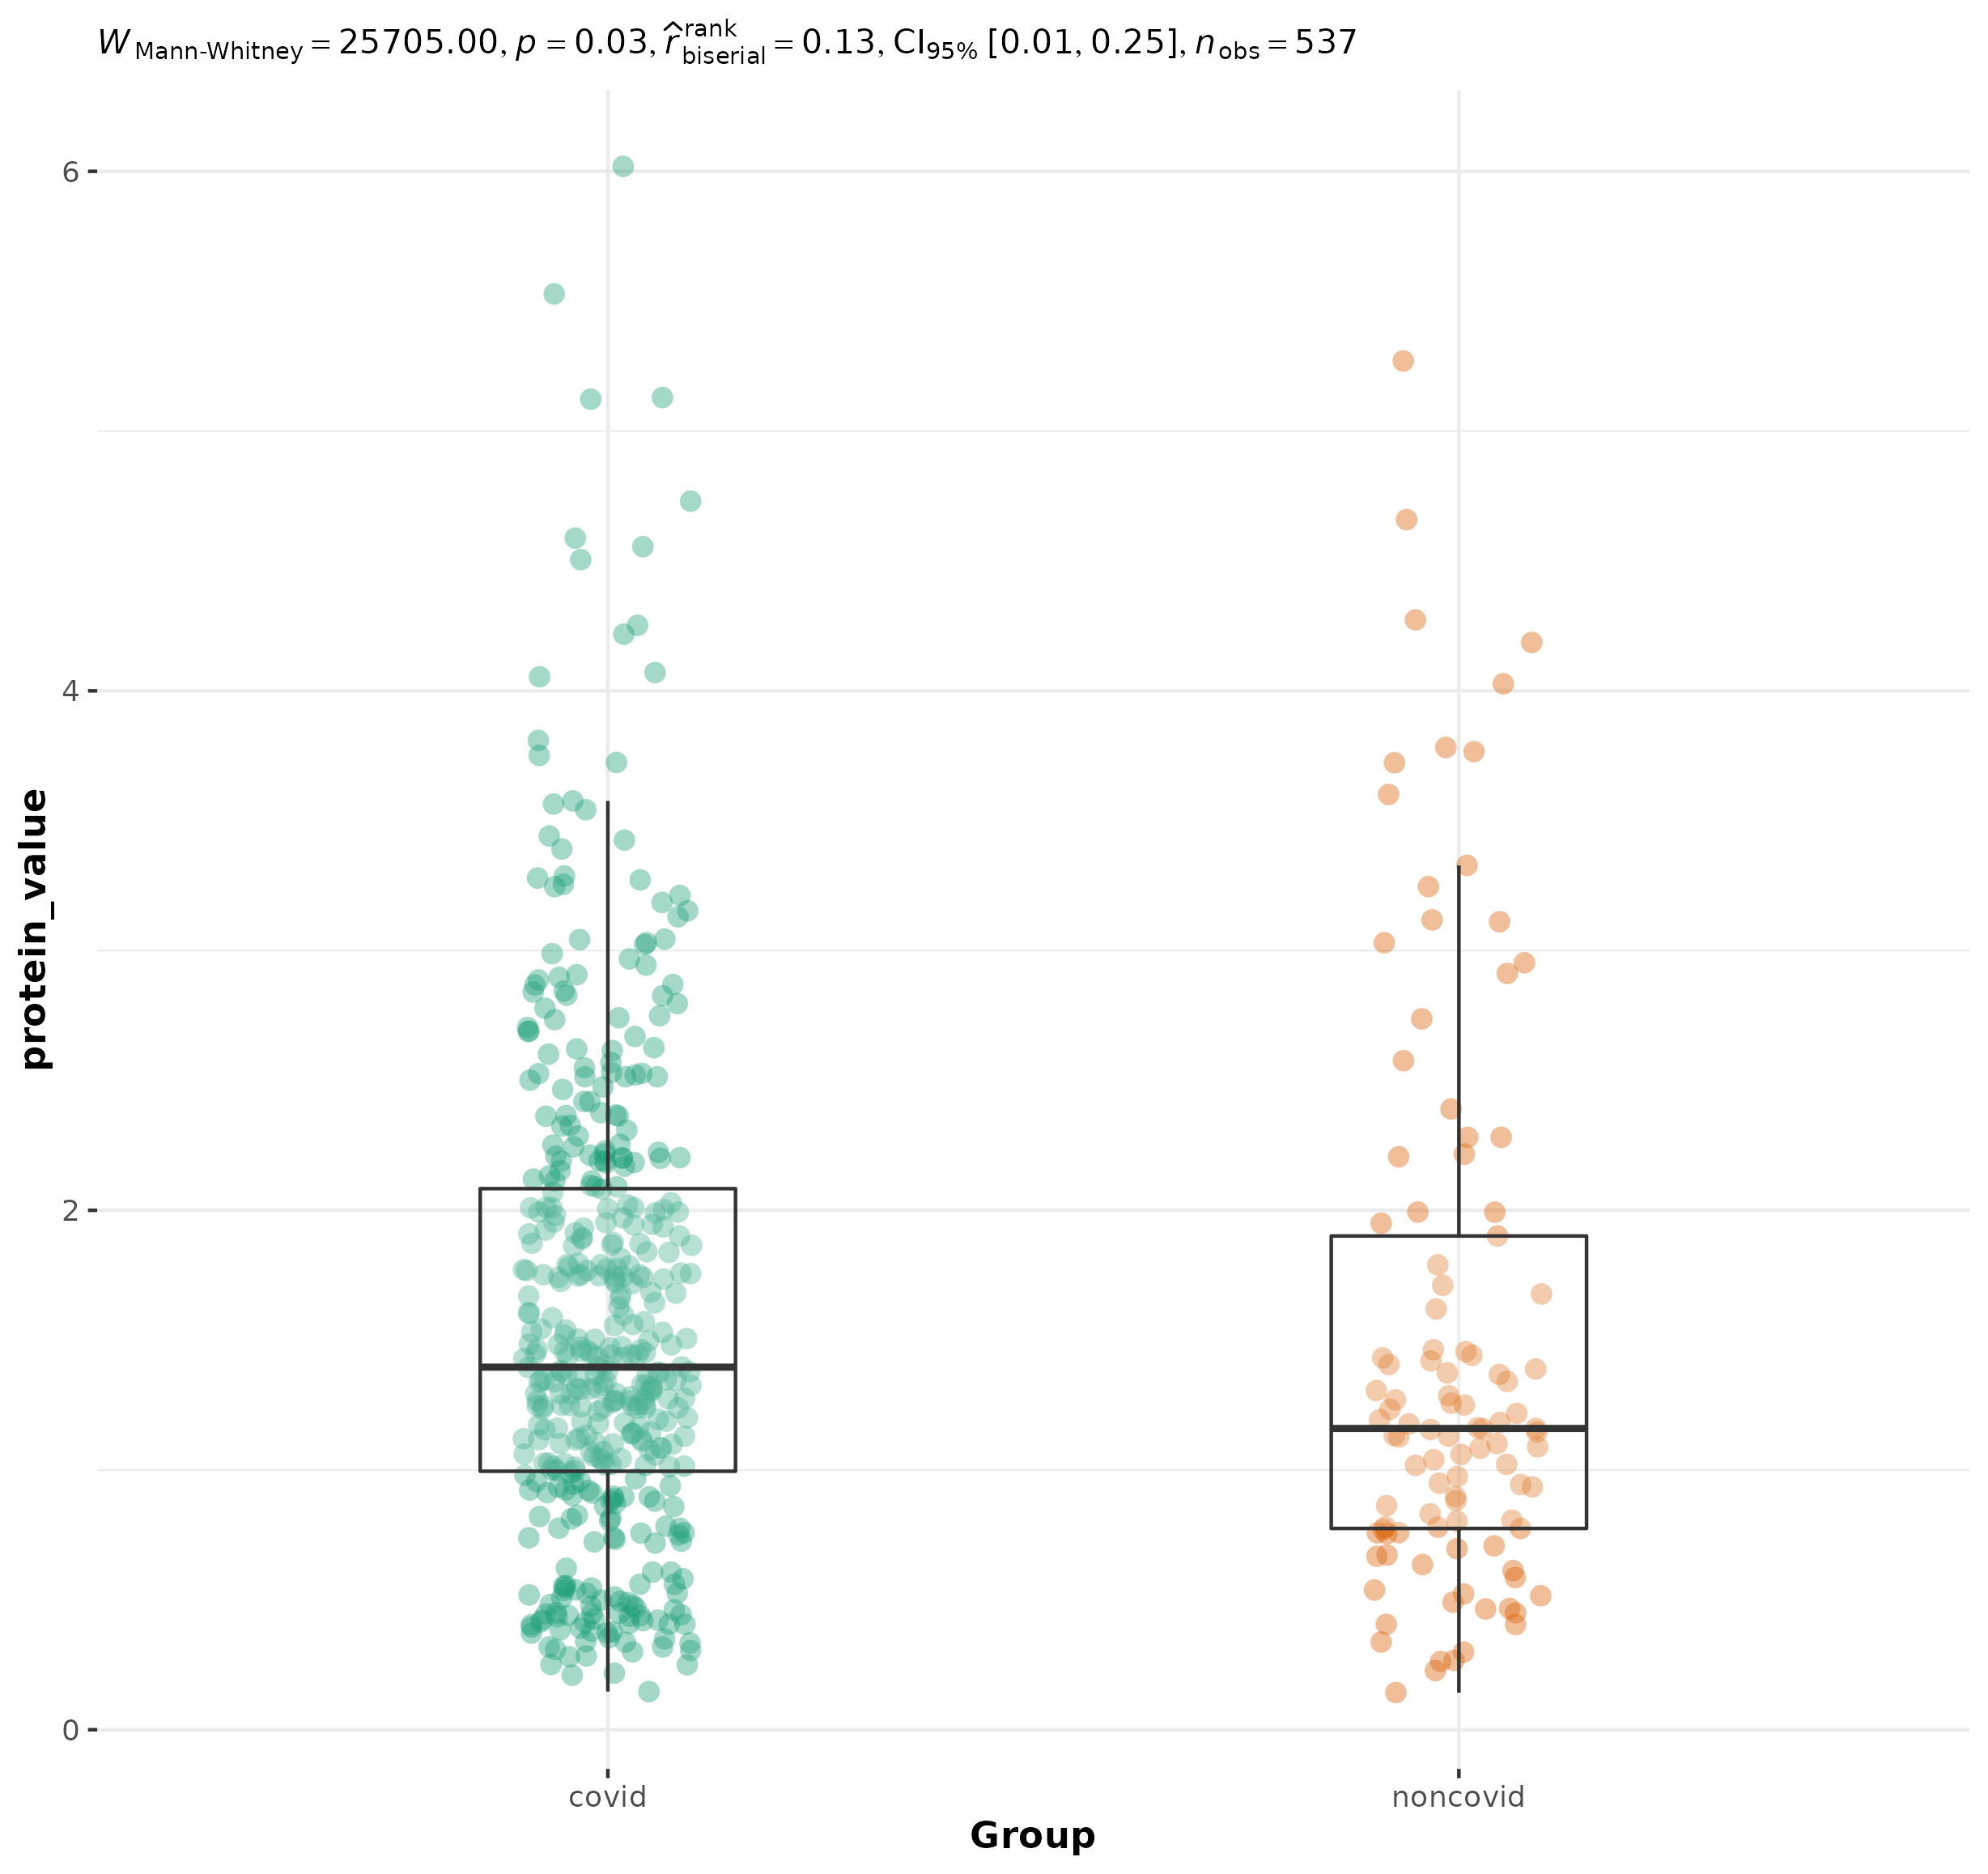 W Mann-Whitney = 25705.00, p = 0.03, r̂ rank biserial = 0.13, CI95% [0.01, 0.25], n obs = 537
6
4
2
0
protein_value
covid noncovid
Group